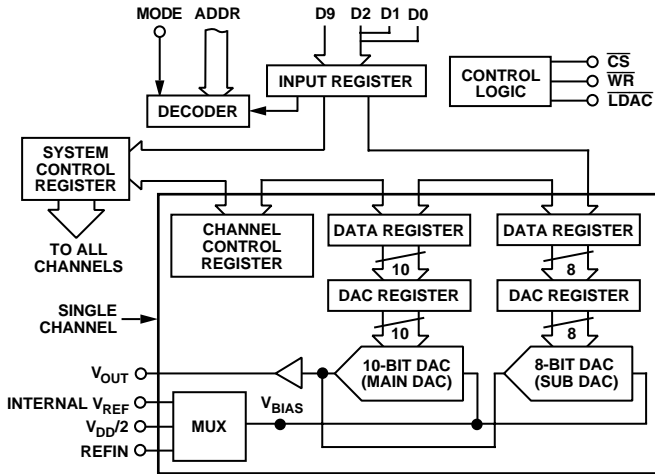 MODE ADDR D9 D2 D1 D0
INPUT REGISTER
DECODER
CONTROL
LOGIC
CS
WR
LDAC
SYSTEM
CONTROL
REGISTER
TO ALL
CHANNELS
CHANNEL
CONTROL
REGISTER
DATA REGISTER
DATA REGISTER
10
8
DAC REGISTER
DAC REGISTER
10
8
SINGLE
CHANNEL
10-BIT DAC
(MAIN DAC)
8-BIT DAC
(SUB DAC)
VOUT
INTERNAL VREF
VDD/2
REFIN
MUX
VBIAS